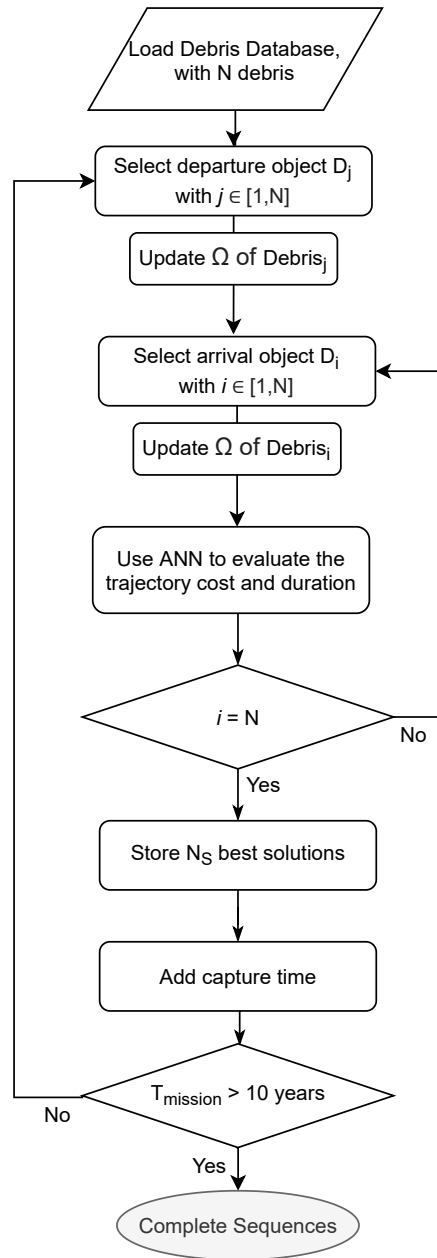 Load Debris Database,
with N debris
Select departure object Dⱼ
with j ∈ [1,N]
Update Ω of Debrisⱼ
Select arrival object Dᵢ
with i ∈ [1,N]
Update Ω of Debrisᵢ
Use ANN to evaluate the
trajectory cost and duration
i = N
No
Yes
Store N_S best solutions
Add capture time
T_mission > 10 years
No
Yes
Complete Sequences